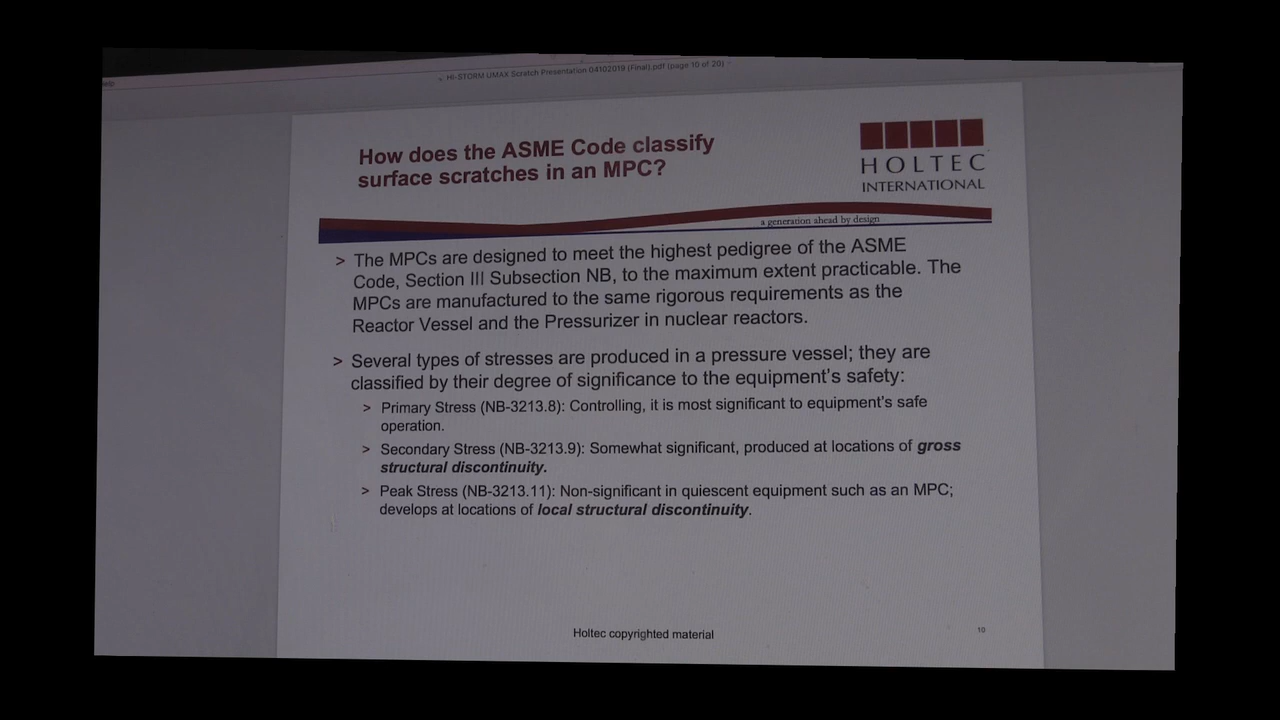 elp
HI-STORM UMAX Scratch Presentation 04102019 (Final).pdf (page 10 of 20)
How does the ASME Code classify
surface scratches in an MPC?
HOLTEC
INTERNATIONAL
a generation ahead by design
> The MPCs are designed to meet the highest pedigree of the ASME
Code, Section III Subsection NB, to the maximum extent practicable. The
MPCs are manufactured to the same rigorous requirements as the
Reactor Vessel and the Pressurizer in nuclear reactors.
> Several types of stresses are produced in a pressure vessel; they are
classified by their degree of significance to the equipment's safety:
> Primary Stress (NB-3213.8): Controlling, it is most significant to equipment's safe
operation.
> Secondary Stress (NB-3213.9): Somewhat significant, produced at locations of gross
structural discontinuity.
> Peak Stress (NB-3213.11): Non-significant in quiescent equipment such as an MPC;
develops at locations of local structural discontinuity.
Holtec copyrighted material
10